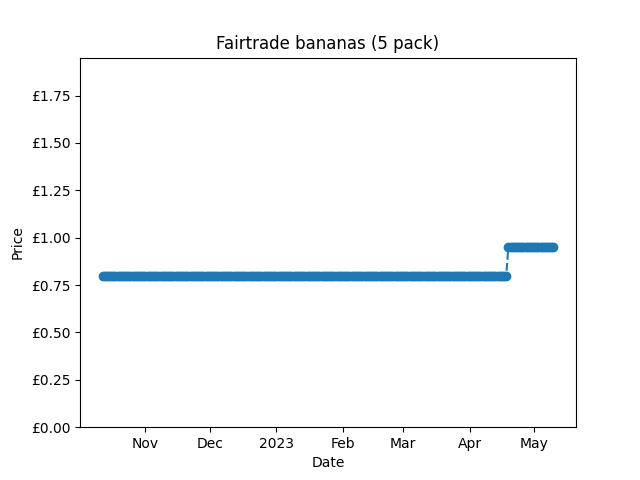 Fairtrade bananas (5 pack)
£1.75
£1.50
£1.25
£1.00
£0.75
£0.50
£0.25
£0.00
Price
Nov Dec 2023 Feb Mar Apr May
Date